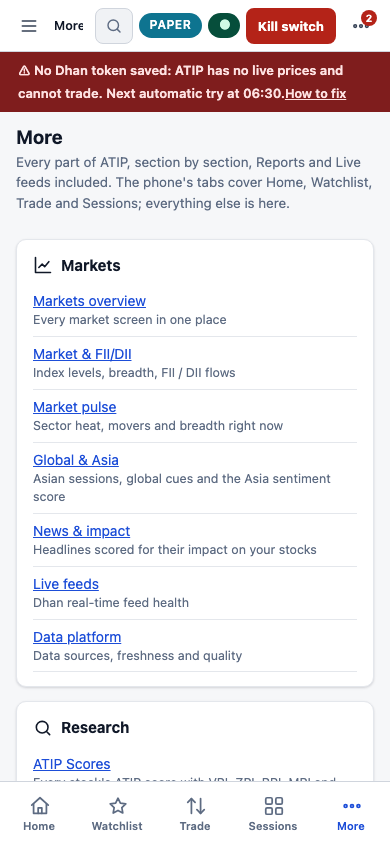 More
PAPER
Kill switch
2
⚠ No Dhan token saved: ATIP has no live prices and
cannot trade. Next automatic try at 06:30.How to fix
More
Every part of ATIP, section by section, Reports and Live
feeds included. The phone's tabs cover Home, Watchlist,
Trade and Sessions; everything else is here.
Markets
Markets overview
Every market screen in one place
Market & FII/DII
Index levels, breadth, FII / DII flows
Market pulse
Sector heat, movers and breadth right now
Global & Asia
Asian sessions, global cues and the Asia sentiment
score
News & impact
Headlines scored for their impact on your stocks
Live feeds
Dhan real-time feed health
Data platform
Data sources, freshness and quality
Research
ATIP Scores
Home
Watchlist
Trade
Sessions
More